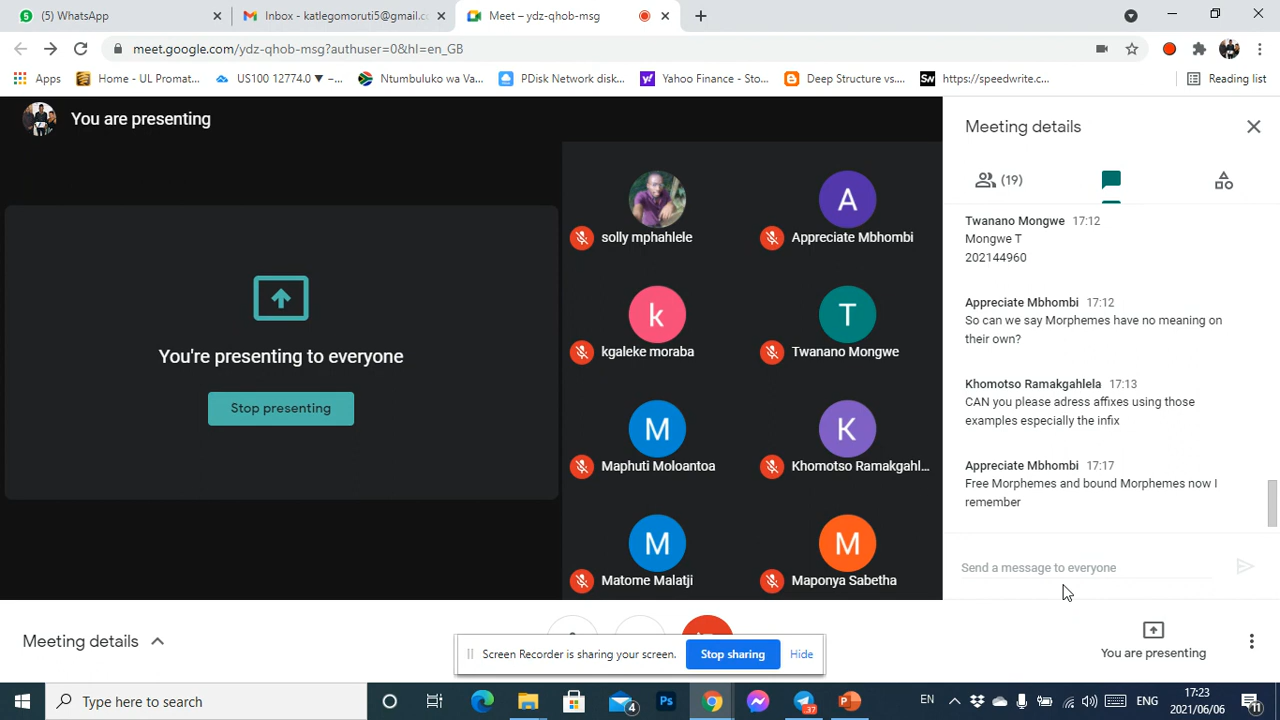 (5) WhatsApp
Inbox - katlegomoruti5@gmail.co
Meet – ydz-qhob-msg
meet.google.com/ydz-qhob-msg?authuser=0&hl=en_GB
Apps
Home - UL Promat...
US100 12774.0 ▼ −...
Ntumbuluko wa Va...
PDisk Network disk...
Yahoo Finance - Sto...
Deep Structure vs....
https://speedwrite.c...
Reading list
You are presenting
You're presenting to everyone
Stop presenting
solly mphahlele
A
Appreciate Mbhombi
k
kgaleke moraba
T
Twanano Mongwe
M
Maphuti Moloantoa
K
Khomotso Ramakgahl...
M
Matome Malatji
M
Maponya Sabetha
Meeting details
(19)
Twanano Mongwe 17:12
Mongwe T
202144960
Appreciate Mbhombi 17:12
So can we say Morphemes have no meaning on
their own?
Khomotso Ramakgahlela 17:13
CAN you please adress affixes using those
examples especially the infix
Appreciate Mbhombi 17:17
Free Morphemes and bound Morphemes now I
remember
Send a message to everyone
Meeting details
Screen Recorder is sharing your screen.
Stop sharing
Hide
You are presenting
Type here to search
4
Ps
37
EN
ENG
17:23
2021/06/06
11